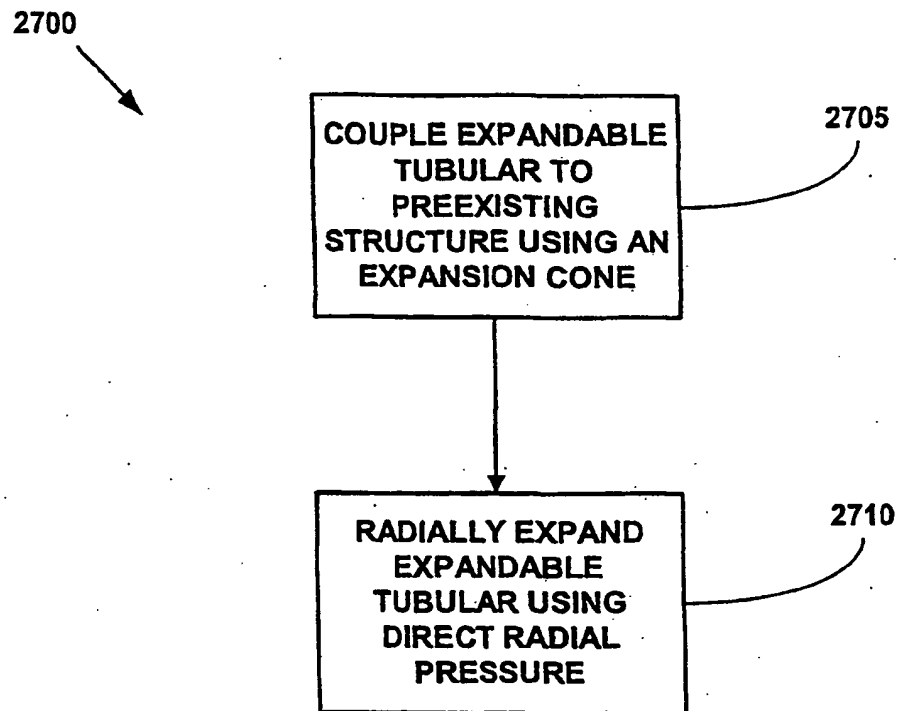 2700
COUPLE EXPANDABLE
TUBULAR TO
PREEXISTING
STRUCTURE USING AN
EXPANSION CONE
2705
RADIALLY EXPAND
EXPANDABLE
TUBULAR USING
DIRECT RADIAL
PRESSURE
2710